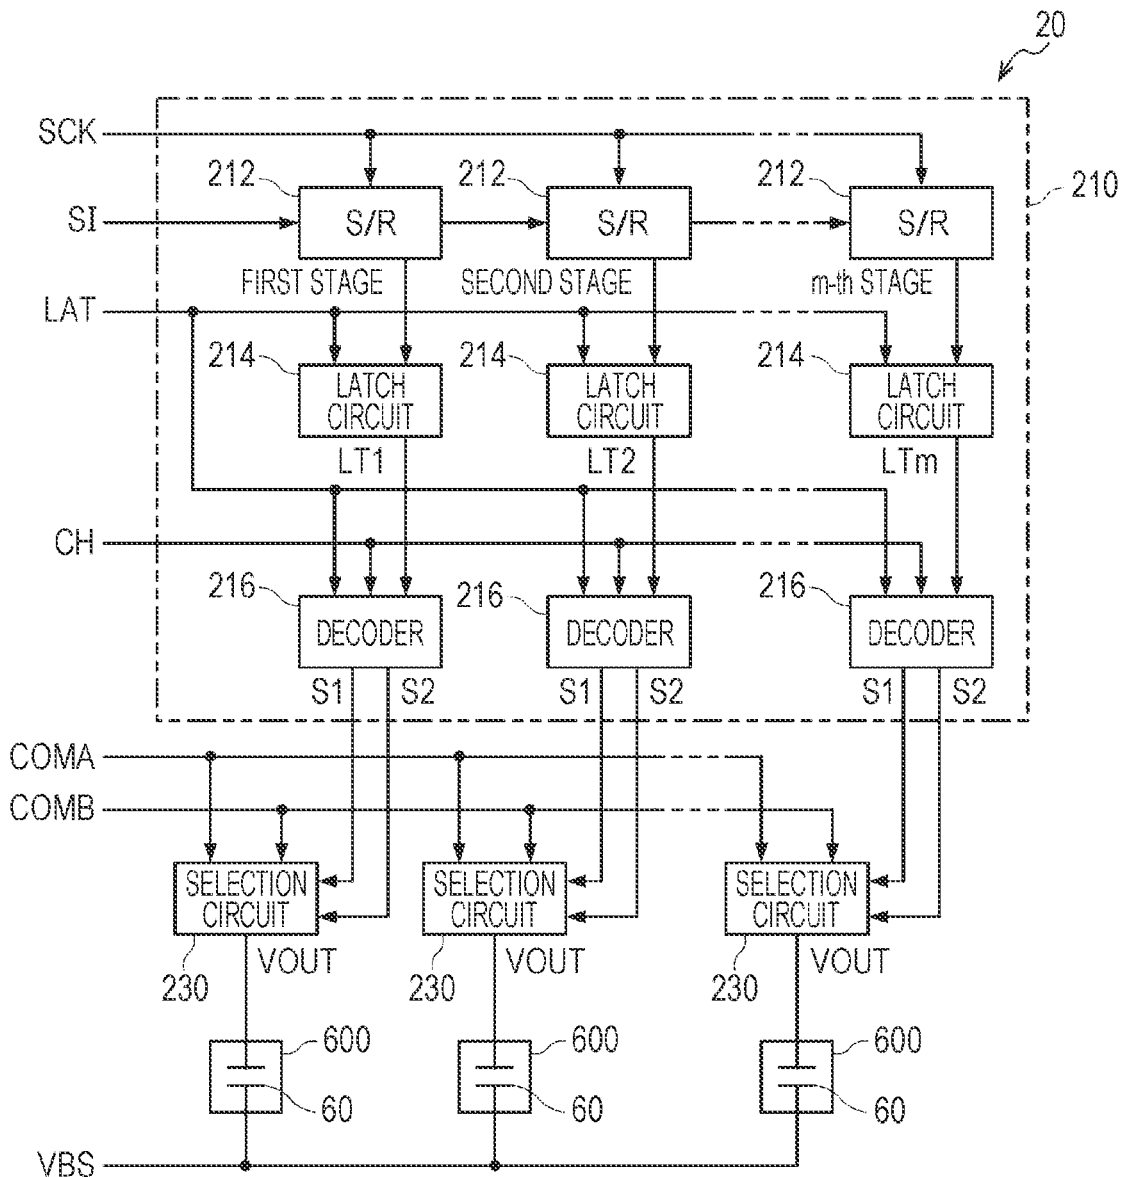 20
SCK
212 212 212
210
SI
S/R S/R S/R
FIRST STAGE SECOND STAGE m-th STAGE
LAT
214 214 214
LATCH CIRCUIT LATCH CIRCUIT LATCH CIRCUIT
LT1 LT2 LTm
CH
216 216 216
DECODER DECODER DECODER
S1 S2 S1 S2 S1 S2
COMA
COMB
SELECTION CIRCUIT SELECTION CIRCUIT SELECTION CIRCUIT
VOUT VOUT VOUT
230 230 230
600 600 600
60 60 60
VBS